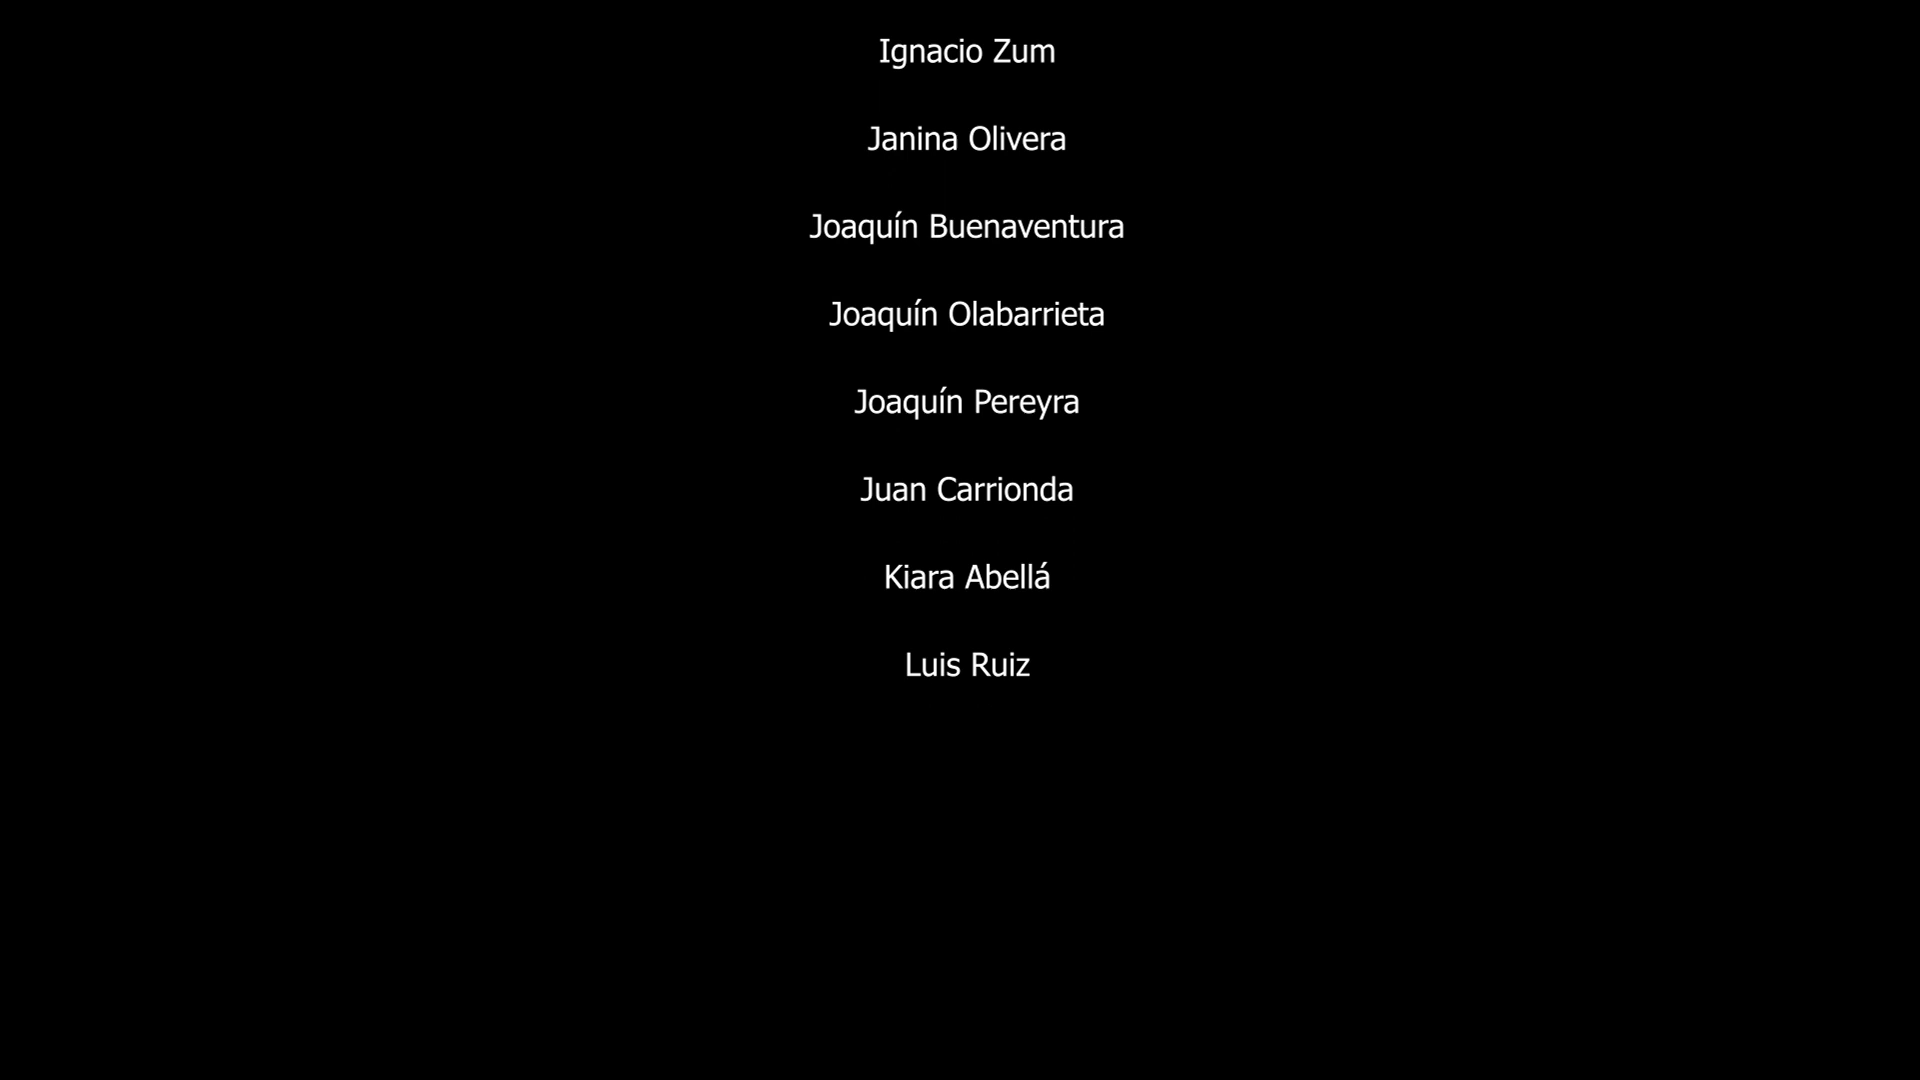 Ignacio Zum
Janina Olivera
Joaquín Buenaventura
Joaquín Olabarrieta
Joaquín Pereyra
Juan Carrionda
Kiara Abellá
Luis Ruiz